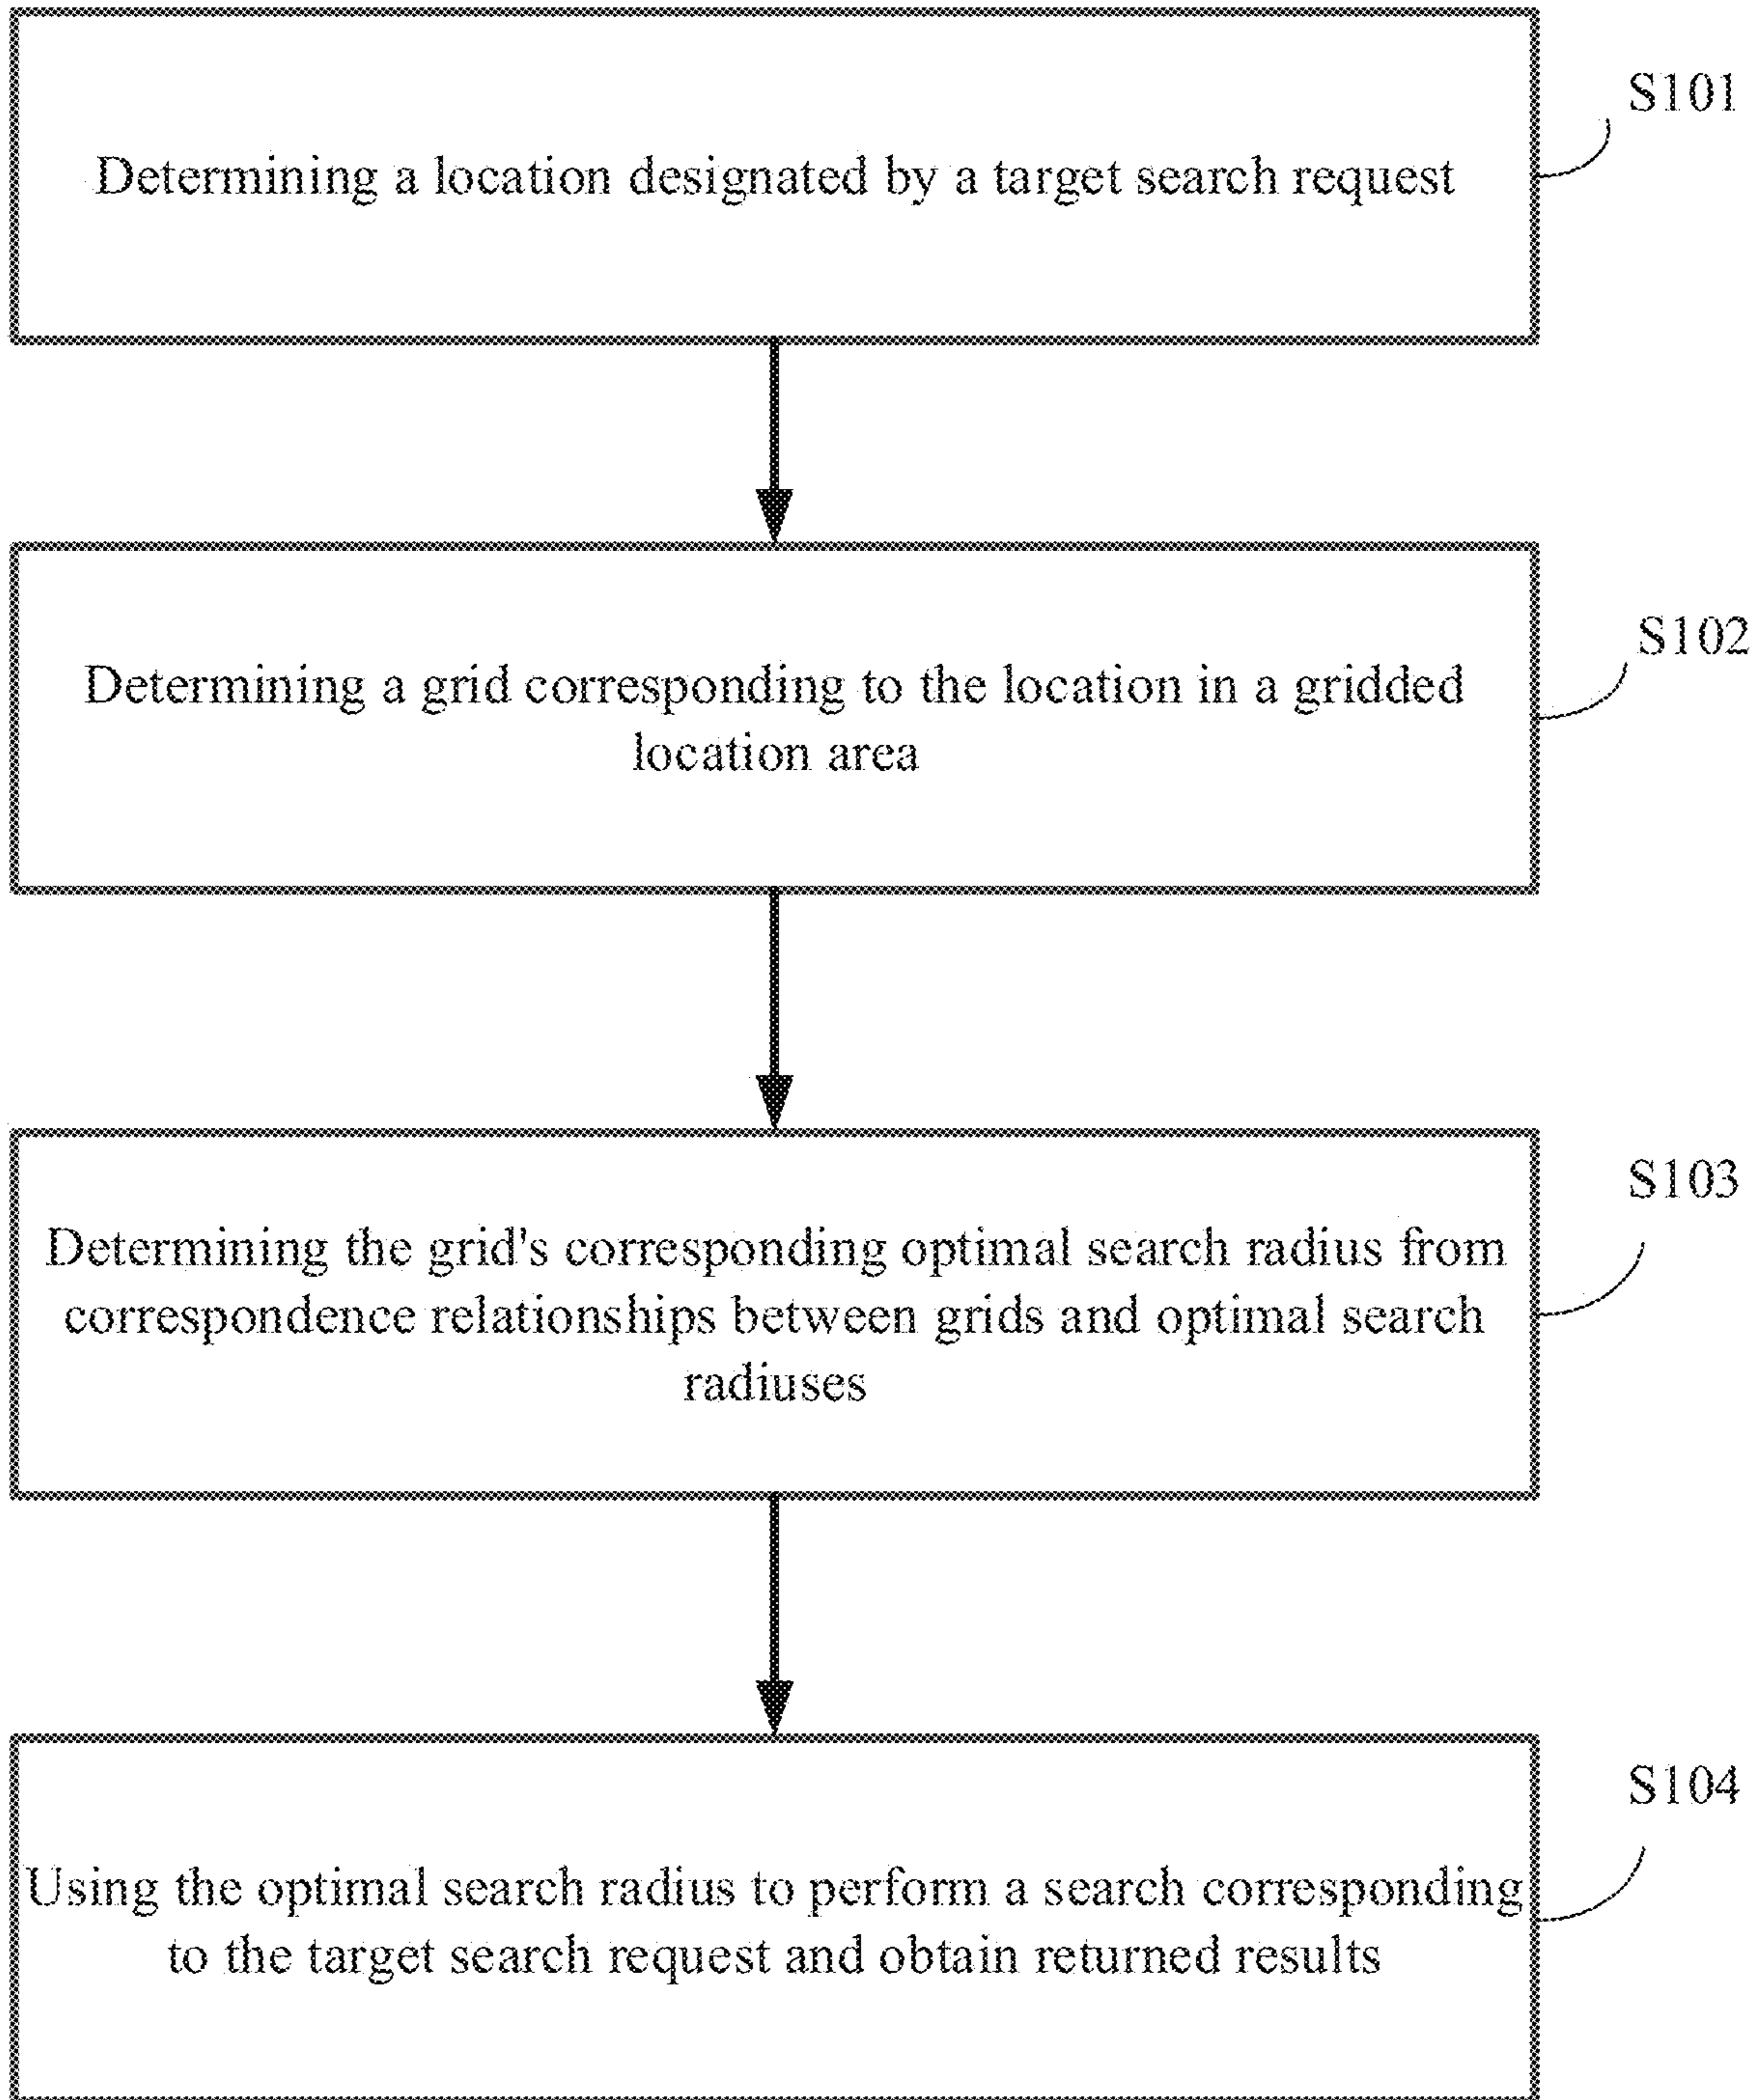 S101
Determining a location designated by a target search request
S102
Determining a grid corresponding to the location in a gridded
location area
S103
Determining the grid's corresponding optimal search radius from
correspondence relationships between grids and optimal search
radiuses
S104
Using the optimal search radius to perform a search corresponding
to the target search request and obtain returned results